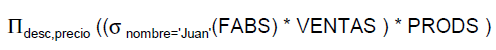 Π desc,precio ((σ nombre='Juan'(FABS) * VENTAS ) * PRODS )